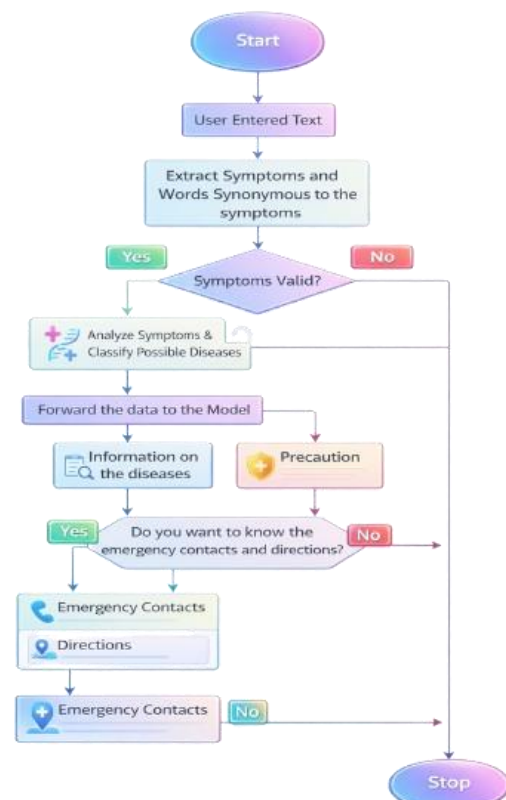 Start
User Entered Text
Extract Symptoms and
Words Synonymous to the
symptoms
Yes
No
Symptoms Valid?
Analyze Symptoms &
Classify Possible Diseases
Forward the data to the Model
Information on
the diseases
Precaution
Yes
Do you want to know the
emergency contacts and directions?
No
Emergency Contacts
Directions
Emergency Contacts
No
Stop